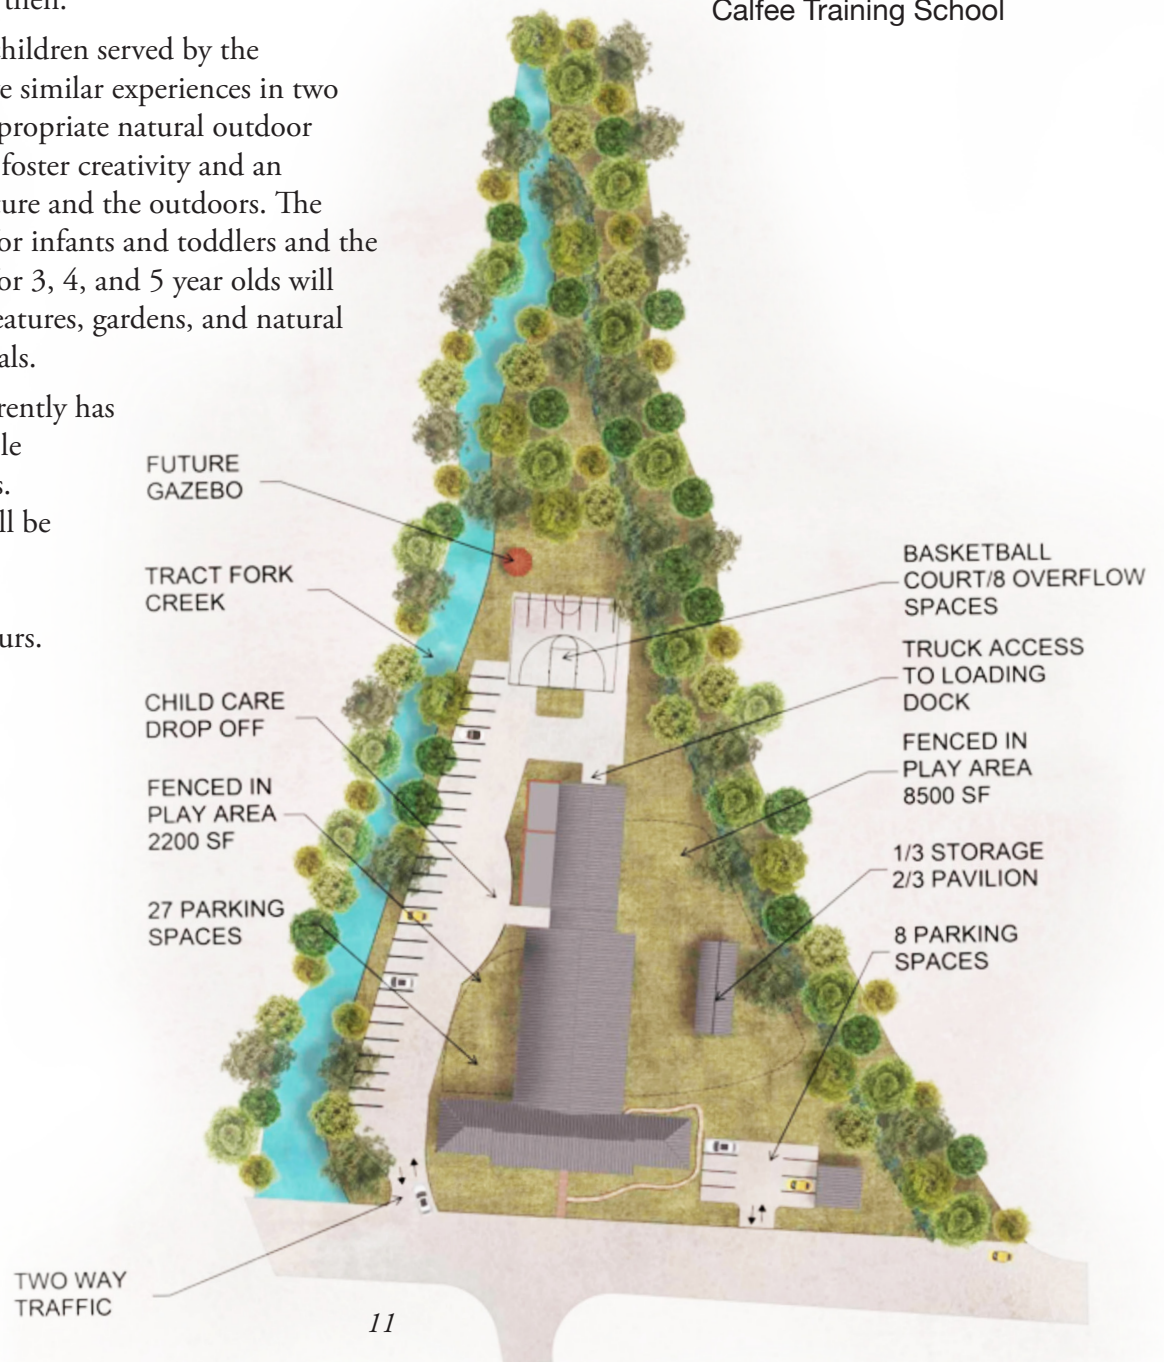 then.
Calfee Training School
children served by the
e similar experiences in two
propriate natural outdoor
foster creativity and an
ture and the outdoors. The
or infants and toddlers and the
or 3, 4, and 5 year olds will
eatures, gardens, and natural
als.
rently has
le
s.
ll be
urs.
FUTURE
GAZEBO
TRACT FORK
CREEK
CHILD CARE
DROP OFF
FENCED IN
PLAY AREA
2200 SF
27 PARKING
SPACES
TWO WAY
TRAFFIC
BASKETBALL
COURT/8 OVERFLOW
SPACES
TRUCK ACCESS
TO LOADING
DOCK
FENCED IN
PLAY AREA
8500 SF
1/3 STORAGE
2/3 PAVILION
8 PARKING
SPACES
11